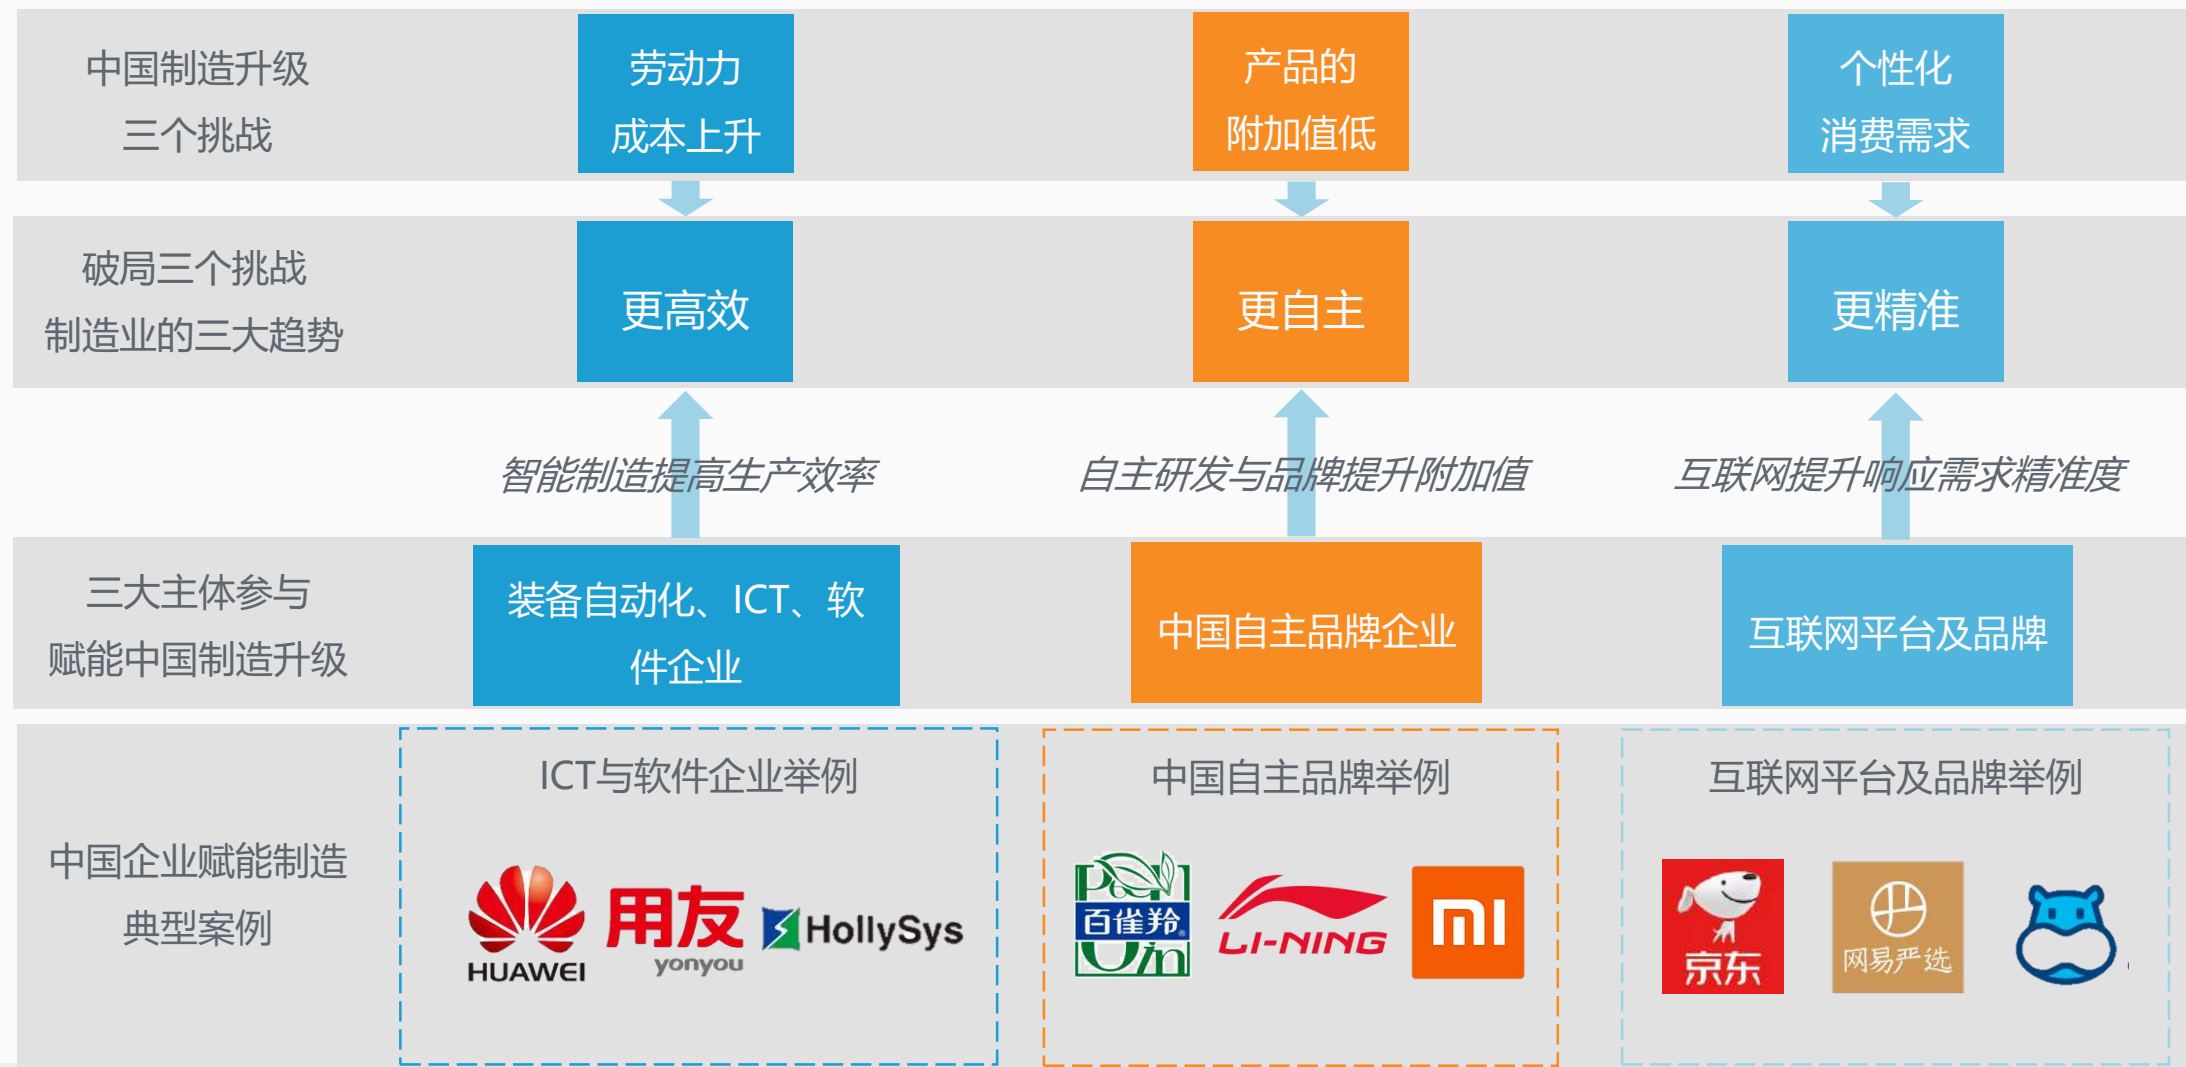 中国制造升级
三个挑战
劳动力
成本上升
产品的
附加值低
个性化
消费需求
破局三个挑战
制造业的三大趋势
更高效
更自主
更精准
智能制造提高生产效率
自主研发与品牌提升附加值
互联网提升响应需求精准度
三大主体参与
赋能中国制造升级
装备自动化、ICT、软
件企业
中国自主品牌企业
互联网平台及品牌
中国企业赋能制造
典型案例
ICT与软件企业举例
HUAWEI
用友
yonyou
HollySys
中国自主品牌举例
百雀羚
LI-NING
mi
互联网平台及品牌举例
京东
网易严选